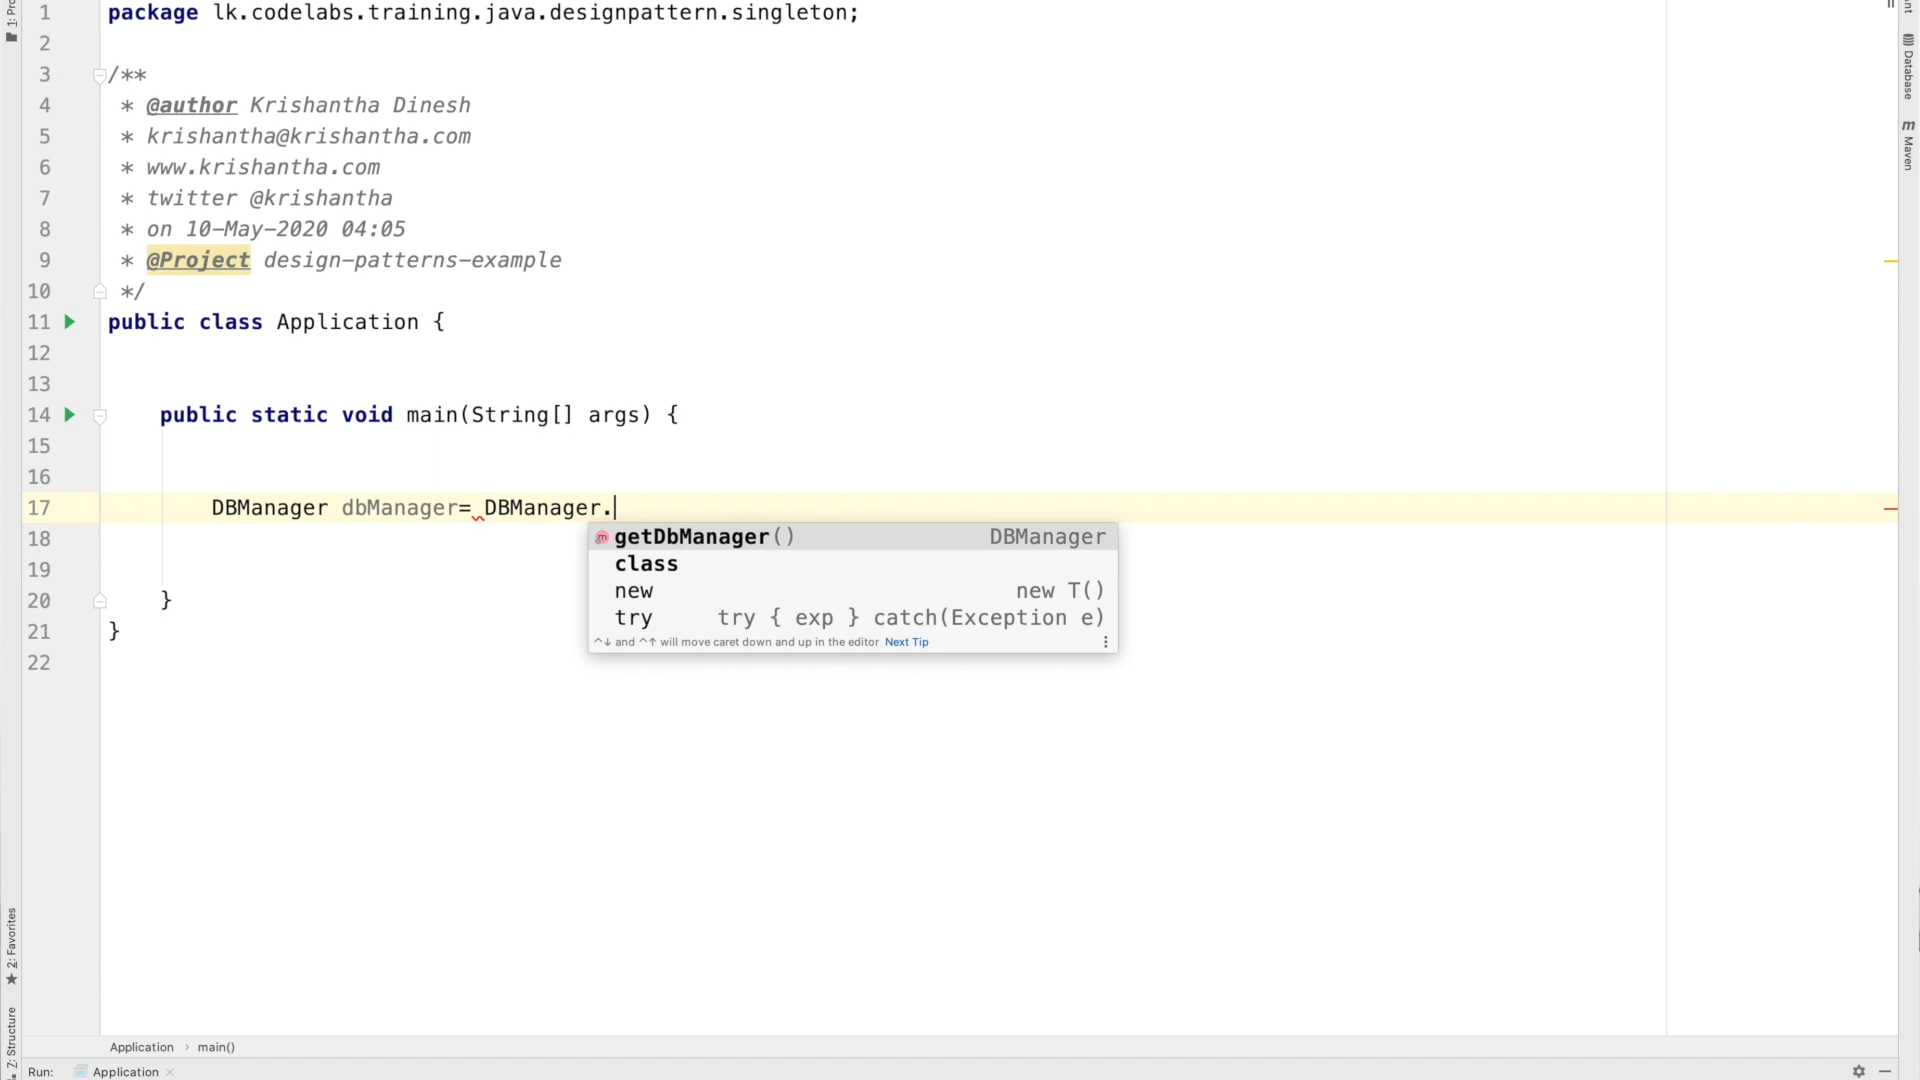 1 package lk.codelabs.training.java.designpattern.singleton;
2
3 /**
4 * @author Krishantha Dinesh
5 * krishantha@krishantha.com
6 * www.krishantha.com
7 * twitter @krishantha
8 * on 10-May-2020 04:05
9 * @Project design-patterns-example
10 */
11 public class Application {
12
13
14 public static void main(String[] args) {
15
16
17 DBManager dbManager= DBManager.
getDbManager() DBManager
class
new new T()
try try { exp } catch(Exception e)
^↓ and ^↑ will move caret down and up in the editor Next Tip
18
19
20 }
21 }
22
Application › main()
Run: Application
2: Favorites
Z: Structure
Database
m Maven